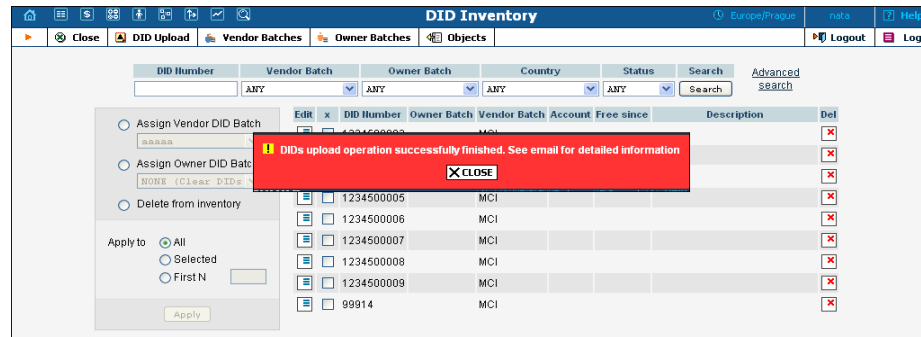 DID Inventory
Europe/Prague
nata
Help
Close
DID Upload
Vendor Batches
Owner Batches
Objects
Logout
Log
DID Number
Vendor Batch
Owner Batch
Country
Status
Search
ANY
ANY
ANY
ANY
Search
Advanced
search
Assign Vendor DID Batch
aaaaa
Assign Owner DID Batc
NONE (Clear DIDs
Delete from inventory
Apply to
All
Selected
First N
Apply
Edit x DID Number Owner Batch Vendor Batch Account Free since Description Del
DIDs upload operation successfully finished. See email for detailed information
CLOSE
1234500005 MCI
1234500006 MCI
1234500007 MCI
1234500008 MCI
1234500009 MCI
99914 MCI